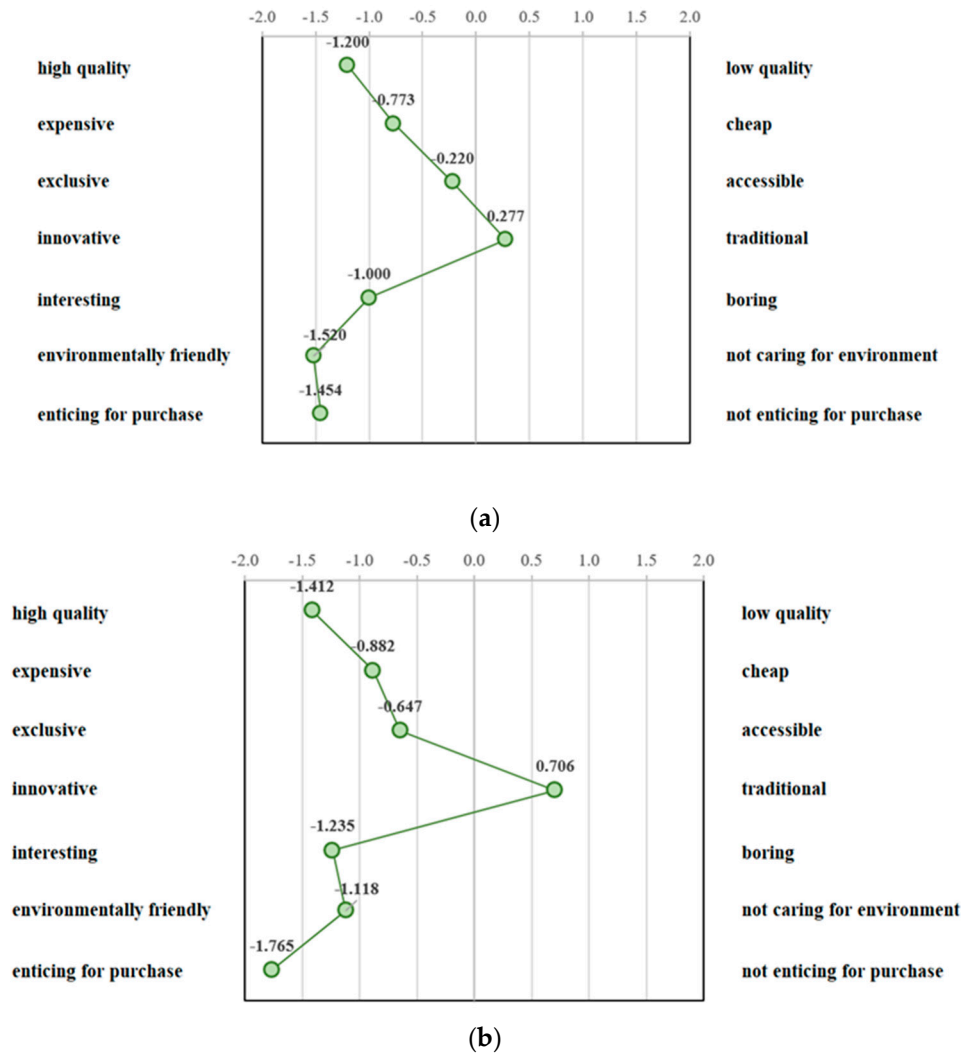 -2.0 -1.5 -1.0 -0.5 0.0 0.5 1.0 1.5 2.0
-1.200
high quality low quality
-0.773
expensive cheap
-0.220
exclusive accessible
0.277
innovative traditional
-1.000
interesting boring
-1.520
environmentally friendly not caring for environment
-1.454
enticing for purchase not enticing for purchase
(a)
-2.0 -1.5 -1.0 -0.5 0.0 0.5 1.0 1.5 2.0
-1.412
high quality low quality
-0.882
expensive cheap
-0.647
exclusive accessible
0.706
innovative traditional
-1.235
interesting boring
-1.118
environmentally friendly not caring for environment
-1.765
enticing for purchase not enticing for purchase
(b)